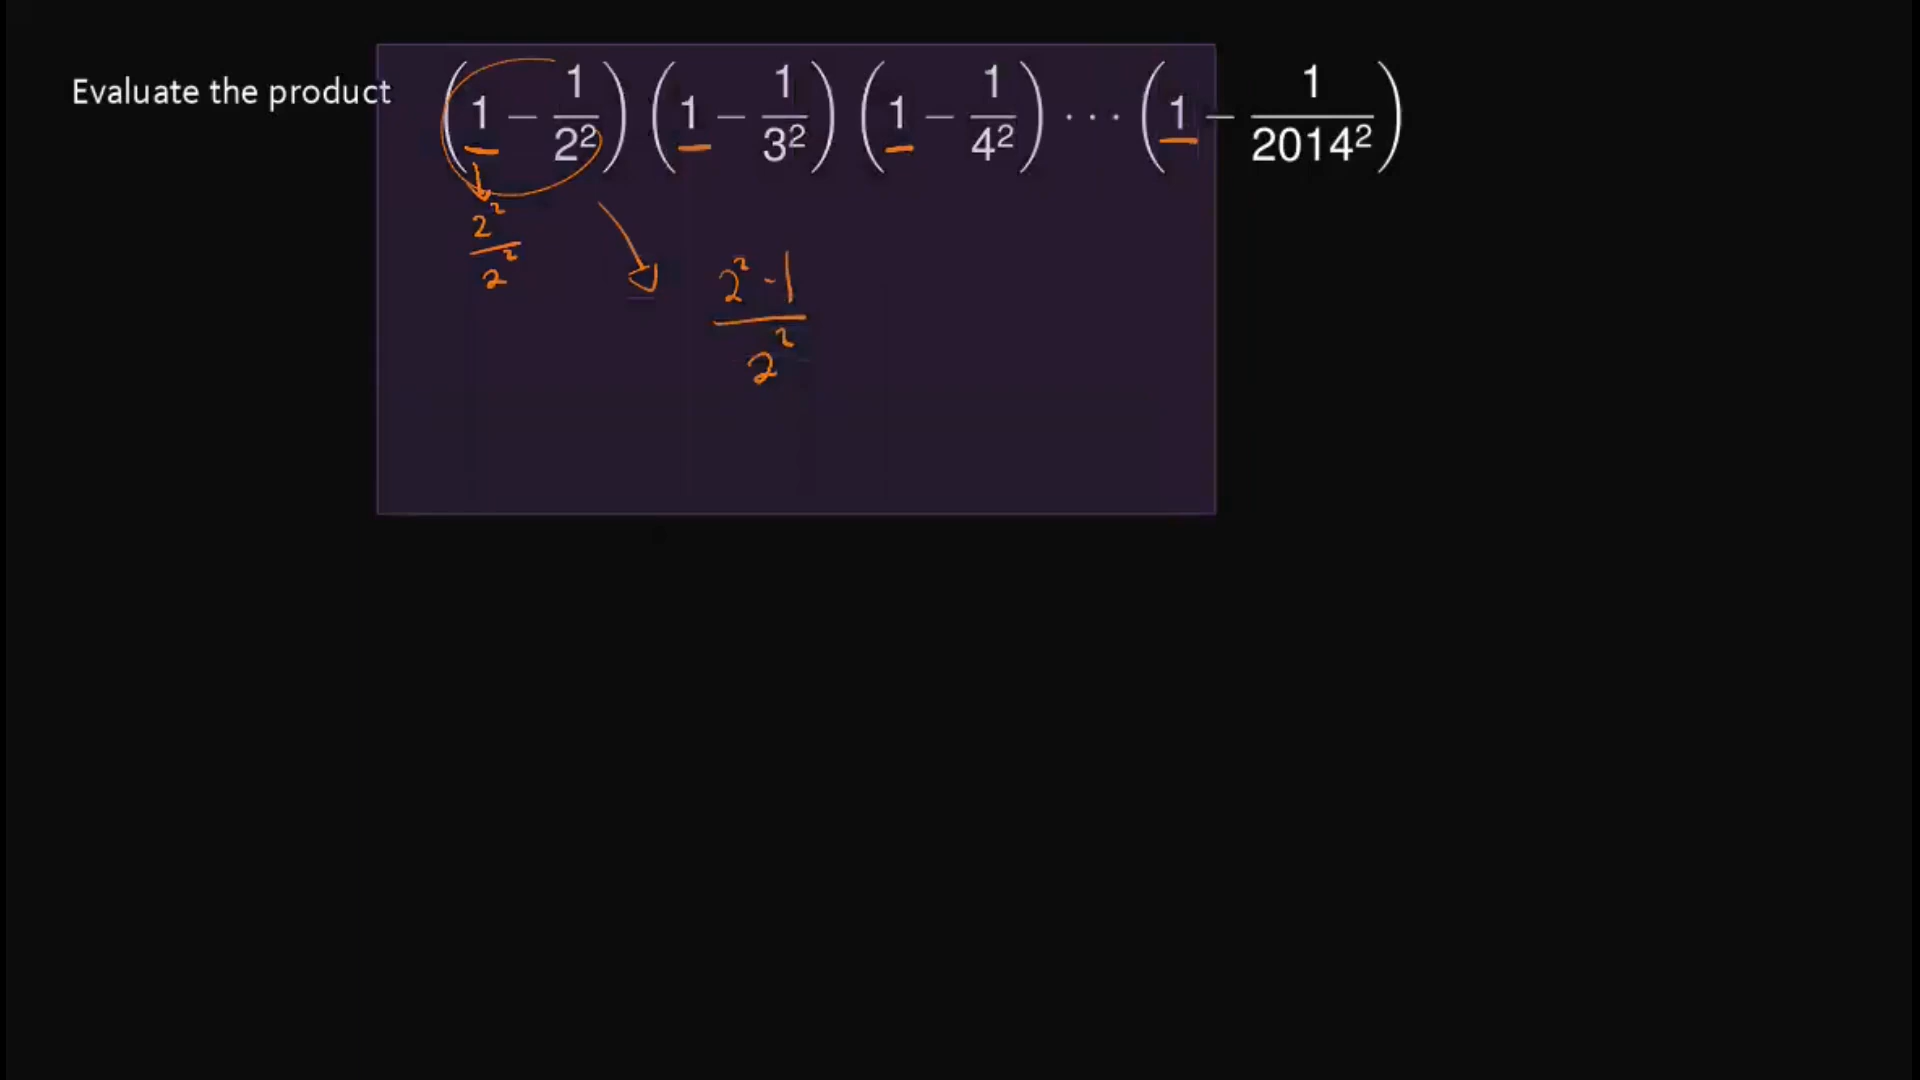 Evaluate the product (1 − 1/2²)(1 − 1/3²)(1 − 1/4²)⋯(1 − 1/2014²)
2²/2²
(2² - 1)/2²